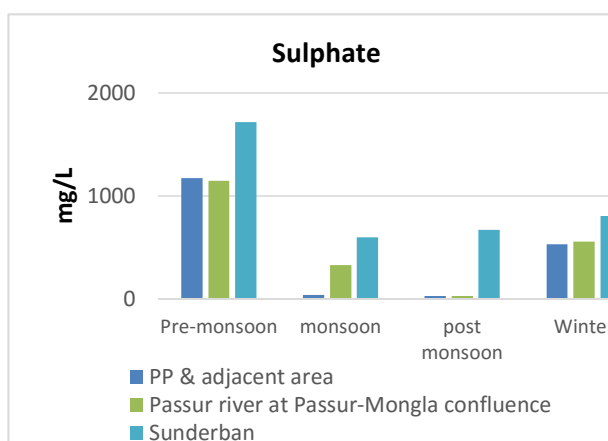 Sulphate
2000
1000
0
mg/L
Pre-monsoon monsoon post monsoon Winte
PP & adjacent area
Passur river at Passur-Mongla confluence
Sunderban